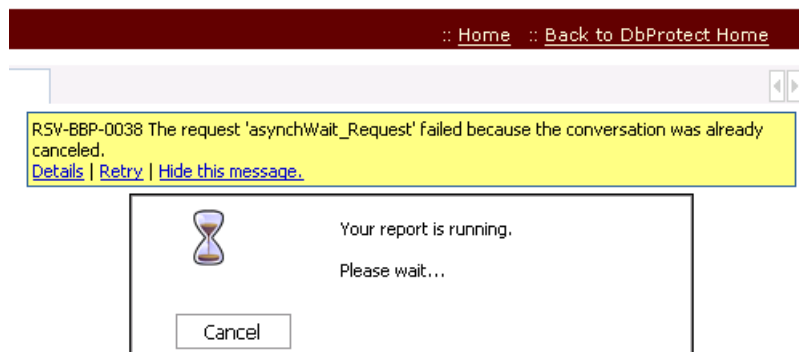 :: Home :: Back to DbProtect Home
RSV-BBP-0038 The request 'asynchWait_Request' failed because the conversation was already
canceled.
Details | Retry | Hide this message.
Your report is running.
Please wait...
Cancel